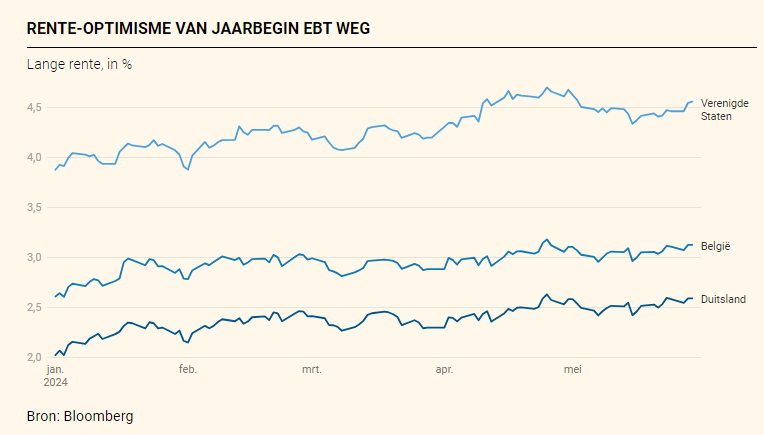 RENTE-OPTIMISME VAN JAARBEGIN EBT WEG
Lange rente, in %
4,5
4,0
3,5
3,0
2,5
2,0
Verenigde
Staten
België
Duitsland
jan. feb. mrt. apr. mei
2024
Bron: Bloomberg